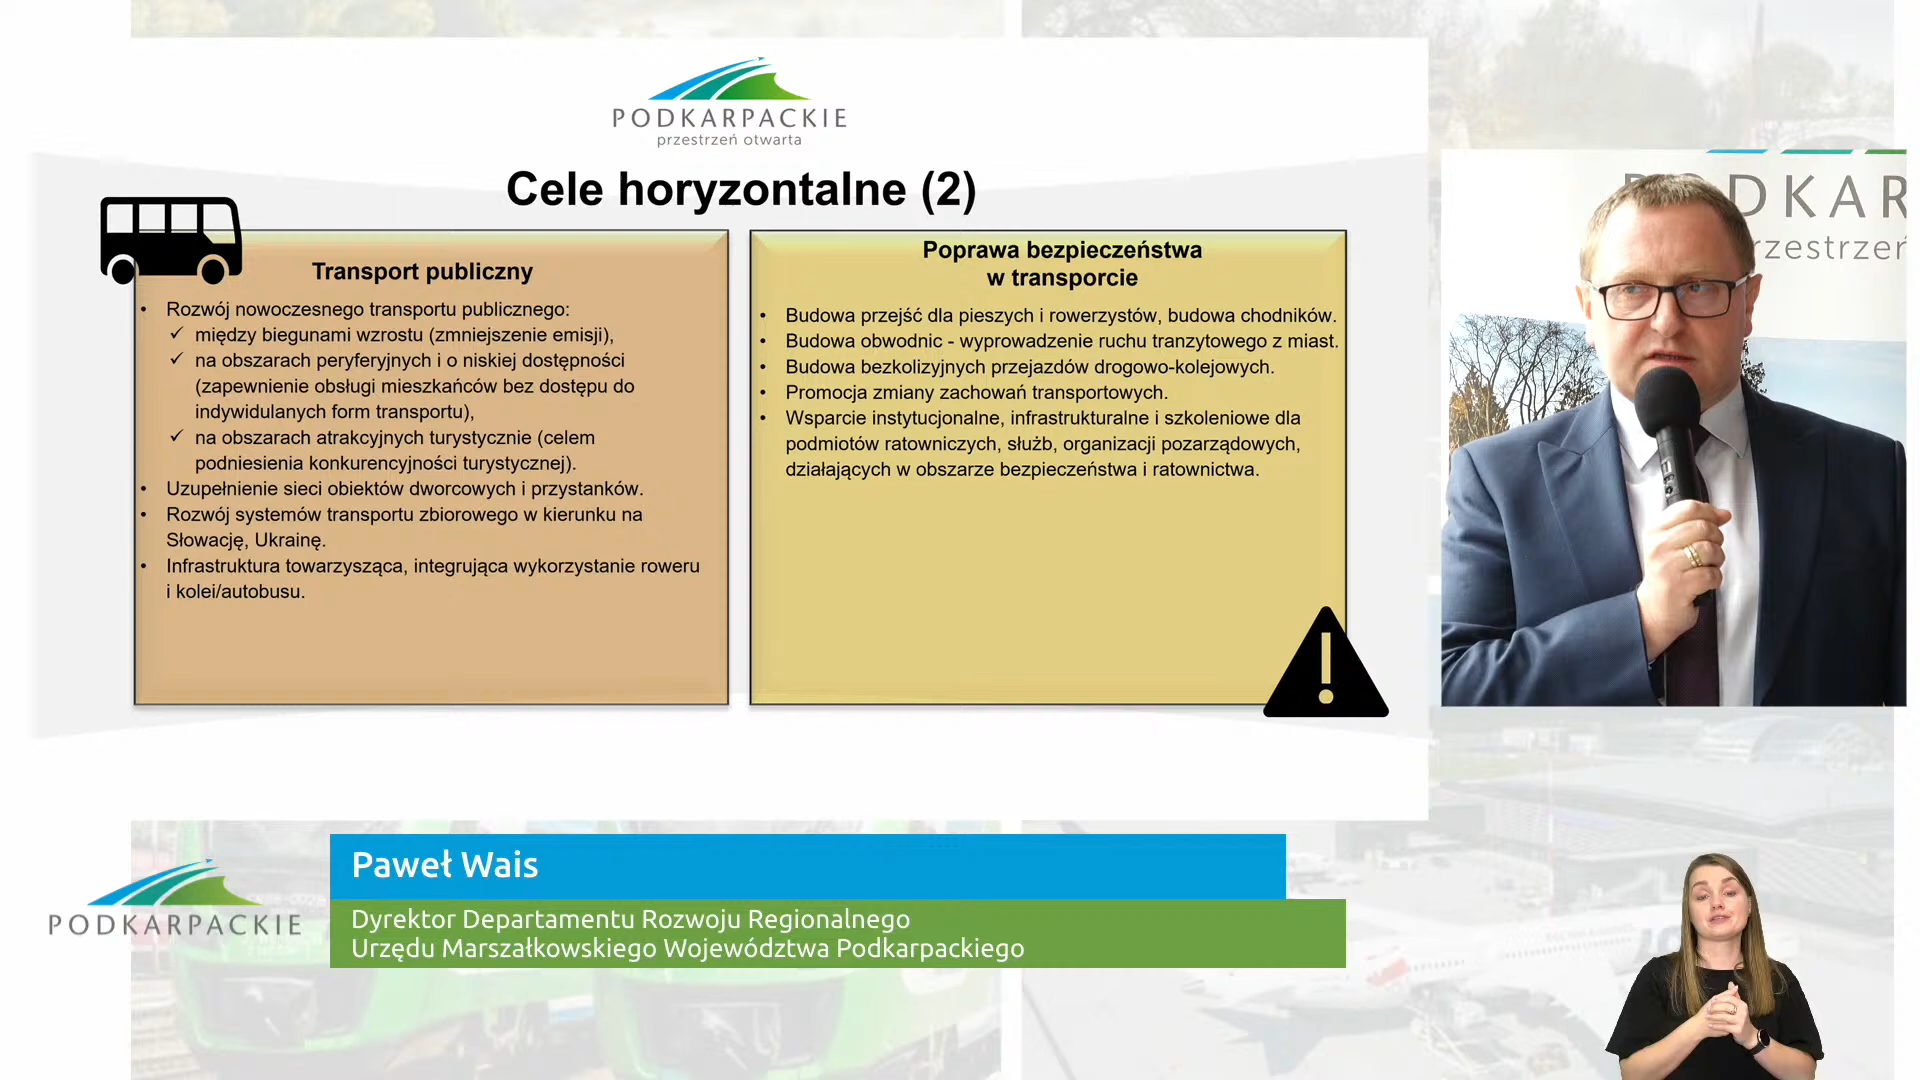 PODKARPACKIE
przestrzeń otwarta
Cele horyzontalne (2)
Transport publiczny
• Rozwój nowoczesnego transportu publicznego:
✓ między biegunami wzrostu (zmniejszenie emisji),
✓ na obszarach peryferyjnych i o niskiej dostępności
(zapewnienie obsługi mieszkańców bez dostępu do
indywidulanych form transportu),
✓ na obszarach atrakcyjnych turystycznie (celem
podniesienia konkurencyjności turystycznej).
• Uzupełnienie sieci obiektów dworcowych i przystanków.
• Rozwój systemów transportu zbiorowego w kierunku na
Słowację, Ukrainę.
• Infrastruktura towarzysząca, integrująca wykorzystanie roweru
i kolei/autobusu.
Poprawa bezpieczeństwa
w transporcie
• Budowa przejść dla pieszych i rowerzystów, budowa chodników.
• Budowa obwodnic - wyprowadzenie ruchu tranzytowego z miast.
• Budowa bezkolizyjnych przejazdów drogowo-kolejowych.
• Promocja zmiany zachowań transportowych.
• Wsparcie instytucjonalne, infrastrukturalne i szkoleniowe dla
podmiotów ratowniczych, służb, organizacji pozarządowych,
działających w obszarze bezpieczeństwa i ratownictwa.
DKAR
rzestrzeń
PODKARPACKIE
Paweł Wais
Dyrektor Departamentu Rozwoju Regionalnego
Urzędu Marszałkowskiego Województwa Podkarpackiego